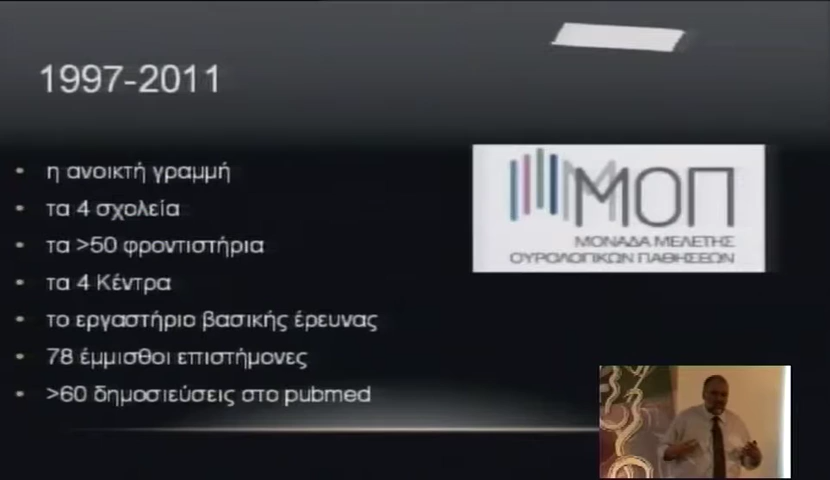 1997-2011
• η ανοικτή γραμμή
• τα 4 σχολεία
• τα >50 φροντιστήρια
• τα 4 Κέντρα
• το εργαστήριο βασικής έρευνας
• 78 έμμισθοι επιστήμονες
• >60 δημοσιεύσεις στο pubmed
ΜΟΠ
ΜΟΝΑΔΑ ΜΕΛΕΤΗΣ
ΟΥΡΟΛΟΓΙΚΩΝ ΠΑΘΗΣΕΩΝ